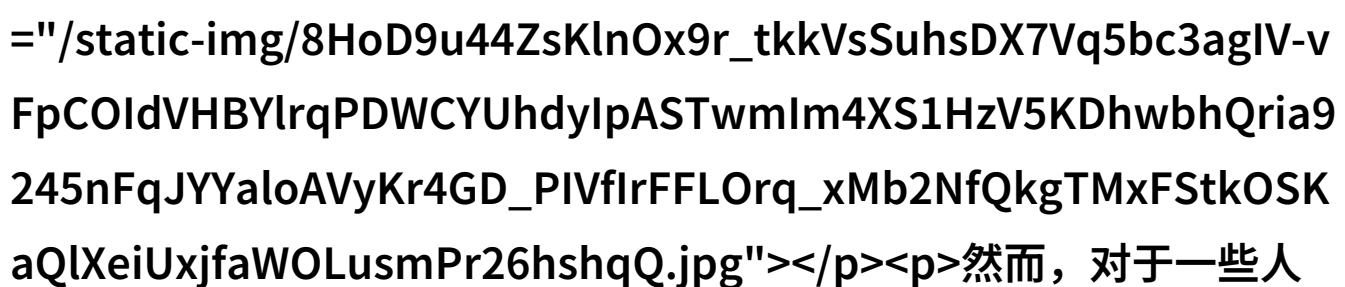 ="/static-img/8HoD9u44ZsKlnOx9r_tkkVsSuhsDX7Vq5bc3agIV-v
FpCOIdVHBYlrqPDWCYUhdyIpASTwmIm4XS1HzV5KDhwbhQria9
245nFqJYYaloAVyKr4GD_PIVfIrFFLOrq_xMb2NfQkgTMxFStkOSK
aQlXeiUxjfaWOLusmPr26hshqQ.jpg"></p><p>然而，对于一些人